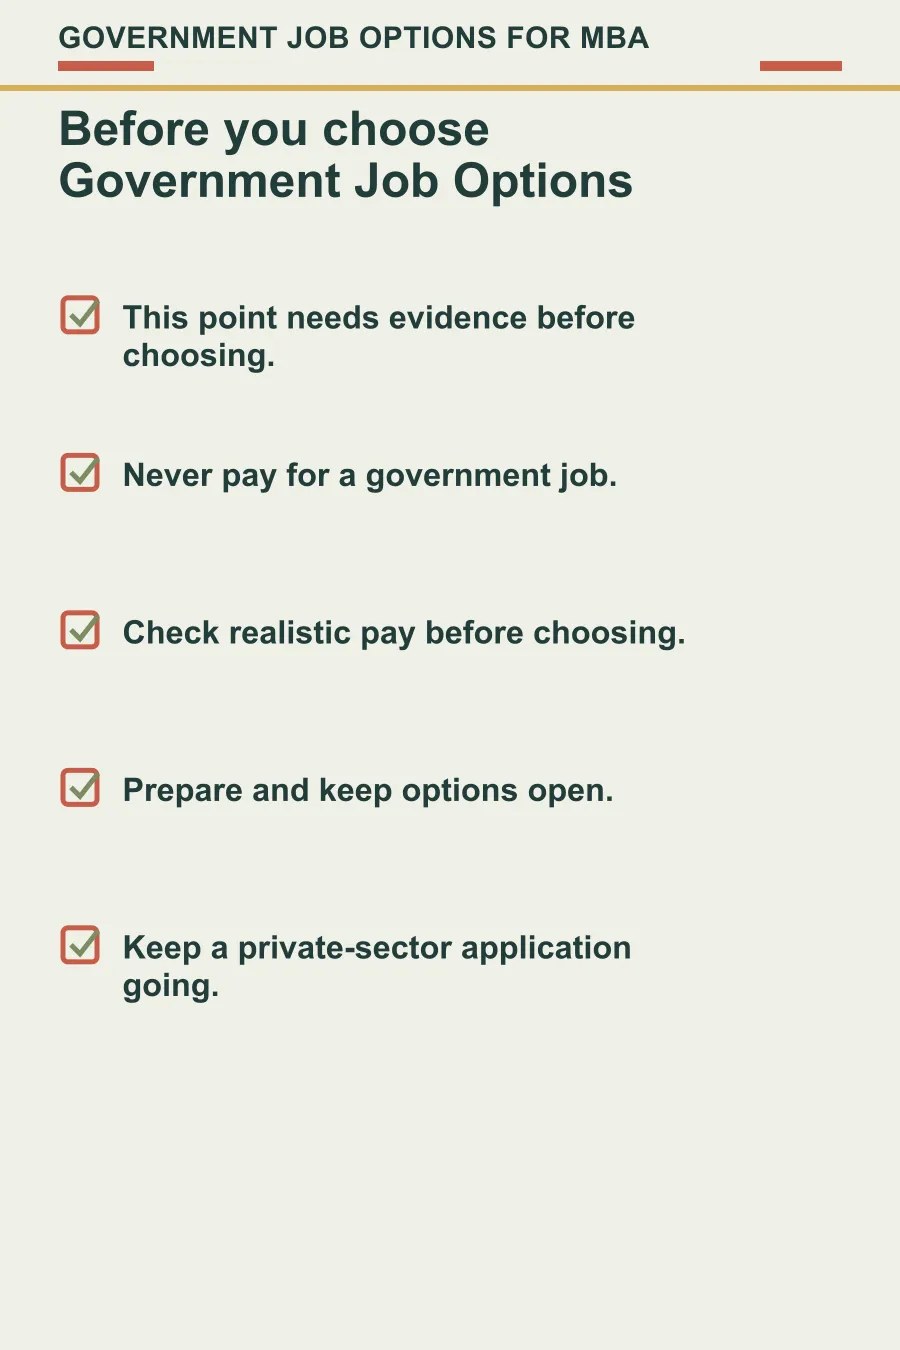 GOVERNMENT JOB OPTIONS FOR MBA
Before you choose
Government Job Options
This point needs evidence before
choosing.
Never pay for a government job.
Check realistic pay before choosing.
Prepare and keep options open.
Keep a private-sector application
going.